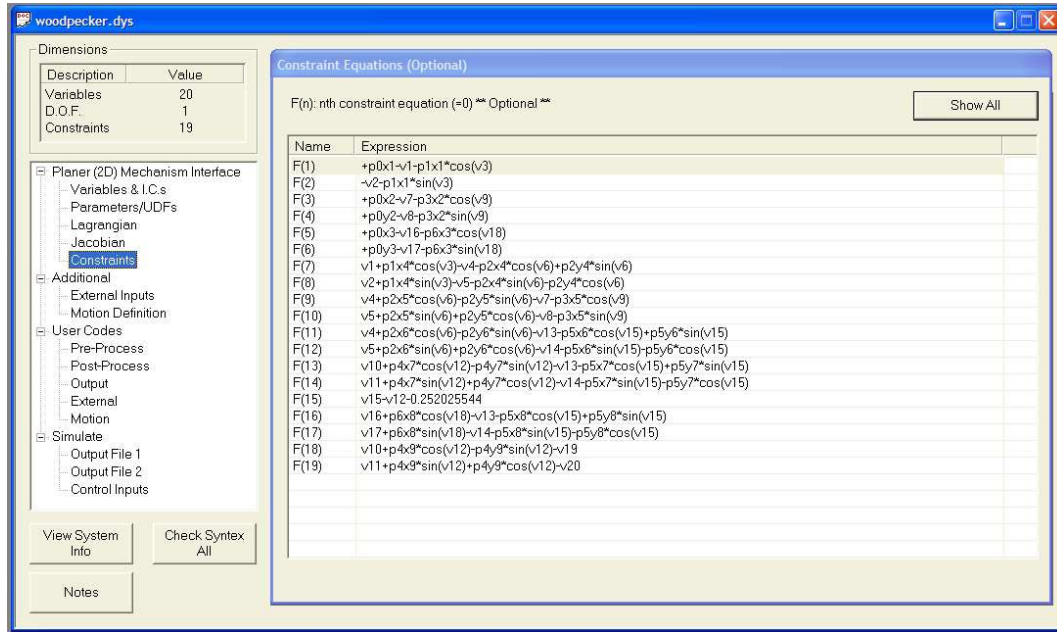 woodpecker.dys
Dimensions
Description Value
Variables 20
D.O.F. 1
Constraints 19
Planer (2D) Mechanism Interface
Variables & I.C.s
Parameters/UDFs
Lagrangian
Jacobian
Constraints
Additional
External Inputs
Motion Definition
User Codes
Pre-Process
Post-Process
Output
External
Motion
Simulate
Output File 1
Output File 2
Control Inputs
View System Info
Check Syntex All
Notes
Constraint Equations (Optional)
F(n): nth constraint equation (=0) ** Optional **
Show All
Name Expression
F(1) +p0x1-v1-p1x1*cos(v3)
F(2) -v2-p1x1*sin(v3)
F(3) +p0x2-v7-p3x2*cos(v9)
F(4) +p0y2-v8-p3x2*sin(v9)
F(5) +p0x3-v16-p6x3*cos(v18)
F(6) +p0y3-v17-p6x3*sin(v18)
F(7) v1+p1x4*cos(v3)-v4-p2x4*cos(v6)+p2y4*sin(v6)
F(8) v2+p1x4*sin(v3)-v5-p2x4*sin(v6)-p2y4*cos(v6)
F(9) v4+p2x5*cos(v6)-p2y5*sin(v6)-v7-p3x5*cos(v9)
F(10) v5+p2x5*sin(v6)+p2y5*cos(v6)-v8-p3x5*sin(v9)
F(11) v4+p2x6*cos(v6)-p2y6*sin(v6)-v13-p5x6*cos(v15)+p5y6*sin(v15)
F(12) v5+p2x6*sin(v6)+p2y6*cos(v6)-v14-p5x6*sin(v15)-p5y6*cos(v15)
F(13) v10+p4x7*cos(v12)-p4y7*sin(v12)-v13-p5x7*cos(v15)+p5y7*sin(v15)
F(14) v11+p4x7*sin(v12)+p4y7*cos(v12)-v14-p5x7*sin(v15)-p5y7*cos(v15)
F(15) v15-v12-0.252025544
F(16) v16+p6x8*cos(v18)-v13-p5x8*cos(v15)+p5y8*sin(v15)
F(17) v17+p6x8*sin(v18)-v14-p5x8*sin(v15)-p5y8*cos(v15)
F(18) v10+p4x9*cos(v12)-p4y9*sin(v12)-v19
F(19) v11+p4x9*sin(v12)+p4y9*cos(v12)-v20